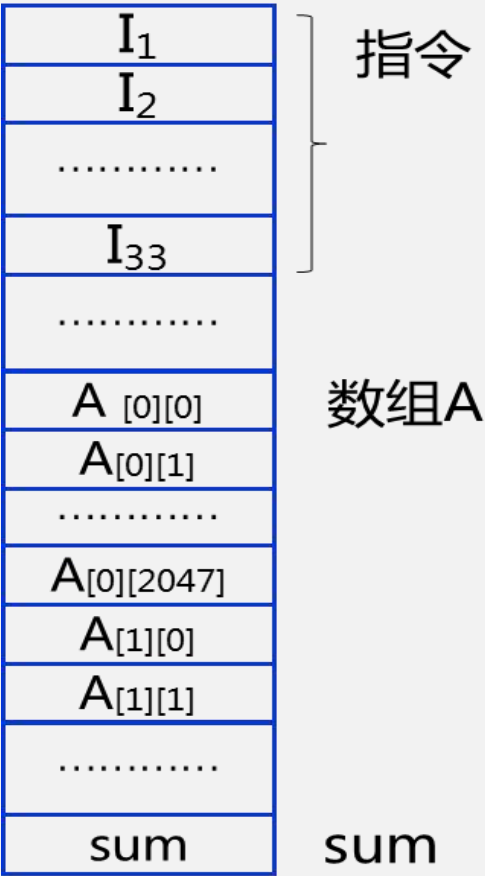 I1
指令
I2
…………
I33
…………
A [0][0]
数组A
A[0][1]
…………
A[0][2047]
A[1][0]
A[1][1]
…………
sum
sum